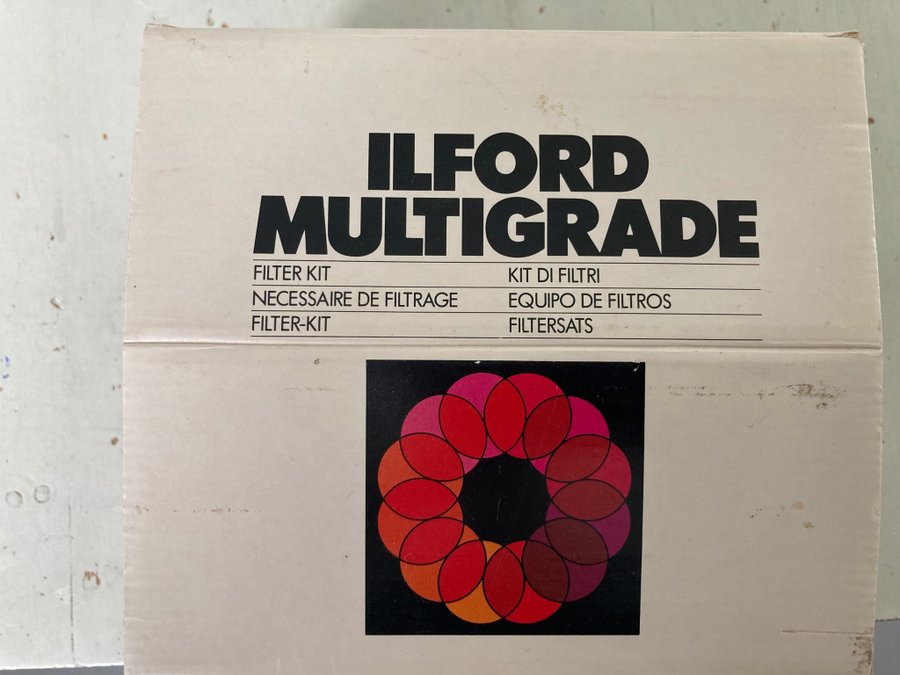 ILFORD
MULTIGRADE
FILTER KIT KIT DI FILTRI
NECESSAIRE DE FILTRAGE EQUIPO DE FILTROS
FILTER-KIT FILTERSATS